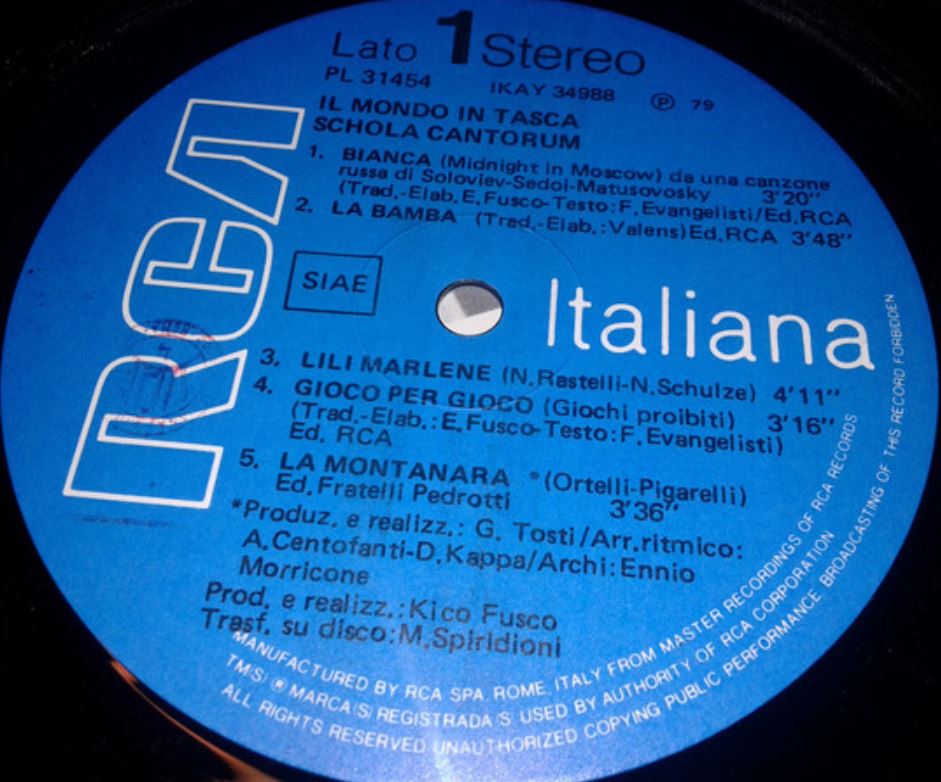 Lato 1 Stereo
PL 31454 IKAY 34988 Ⓟ 79
IL MONDO IN TASCA
SCHOLA CANTORUM
1. BIANCA (Midnight in Moscow) da una canzone
russa di Soloviev-Sedoi-Matusovosky 3'20''
(Trad.-Elab.E.Fusco-Testo:F.Evangelisti/Ed.RCA
2. LA BAMBA (Trad.-Elab.:Valens)Ed.RCA 3'48''
RCA
SIAE
Italiana
3. LILI MARLENE (N.Rastelli-N.Schulze) 4'11''
4. GIOCO PER GIOCO (Giochi proibiti) 3'16''
(Trad.-Elab.:E.Fusco-Testo:F.Evangelisti)
Ed. RCA
5. LA MONTANARA *(Ortelli-Pigarelli)
Ed.Fratelli Pedrotti 3'36''
*Produz. e realizz.: G. Tosti/Arr.ritmico:
A.Centofanti-D.Kappa/Archi:Ennio
Morricone
Prod. e realizz.:Kico Fusco
Trasf. su disco:M.Spiridioni
MANUFACTURED BY RCA SPA ROME, ITALY FROM MASTER RECORDINGS OF RCA RECORDS
TM(S) ® MARCA(S) REGISTRADA S USED BY AUTHORITY OF RCA CORPORATION
ALL RIGHTS RESERVED UNAUTHORIZED COPYING PUBLIC PERFORMANCE BROADCASTING OF THIS RECORD FORBIDDEN